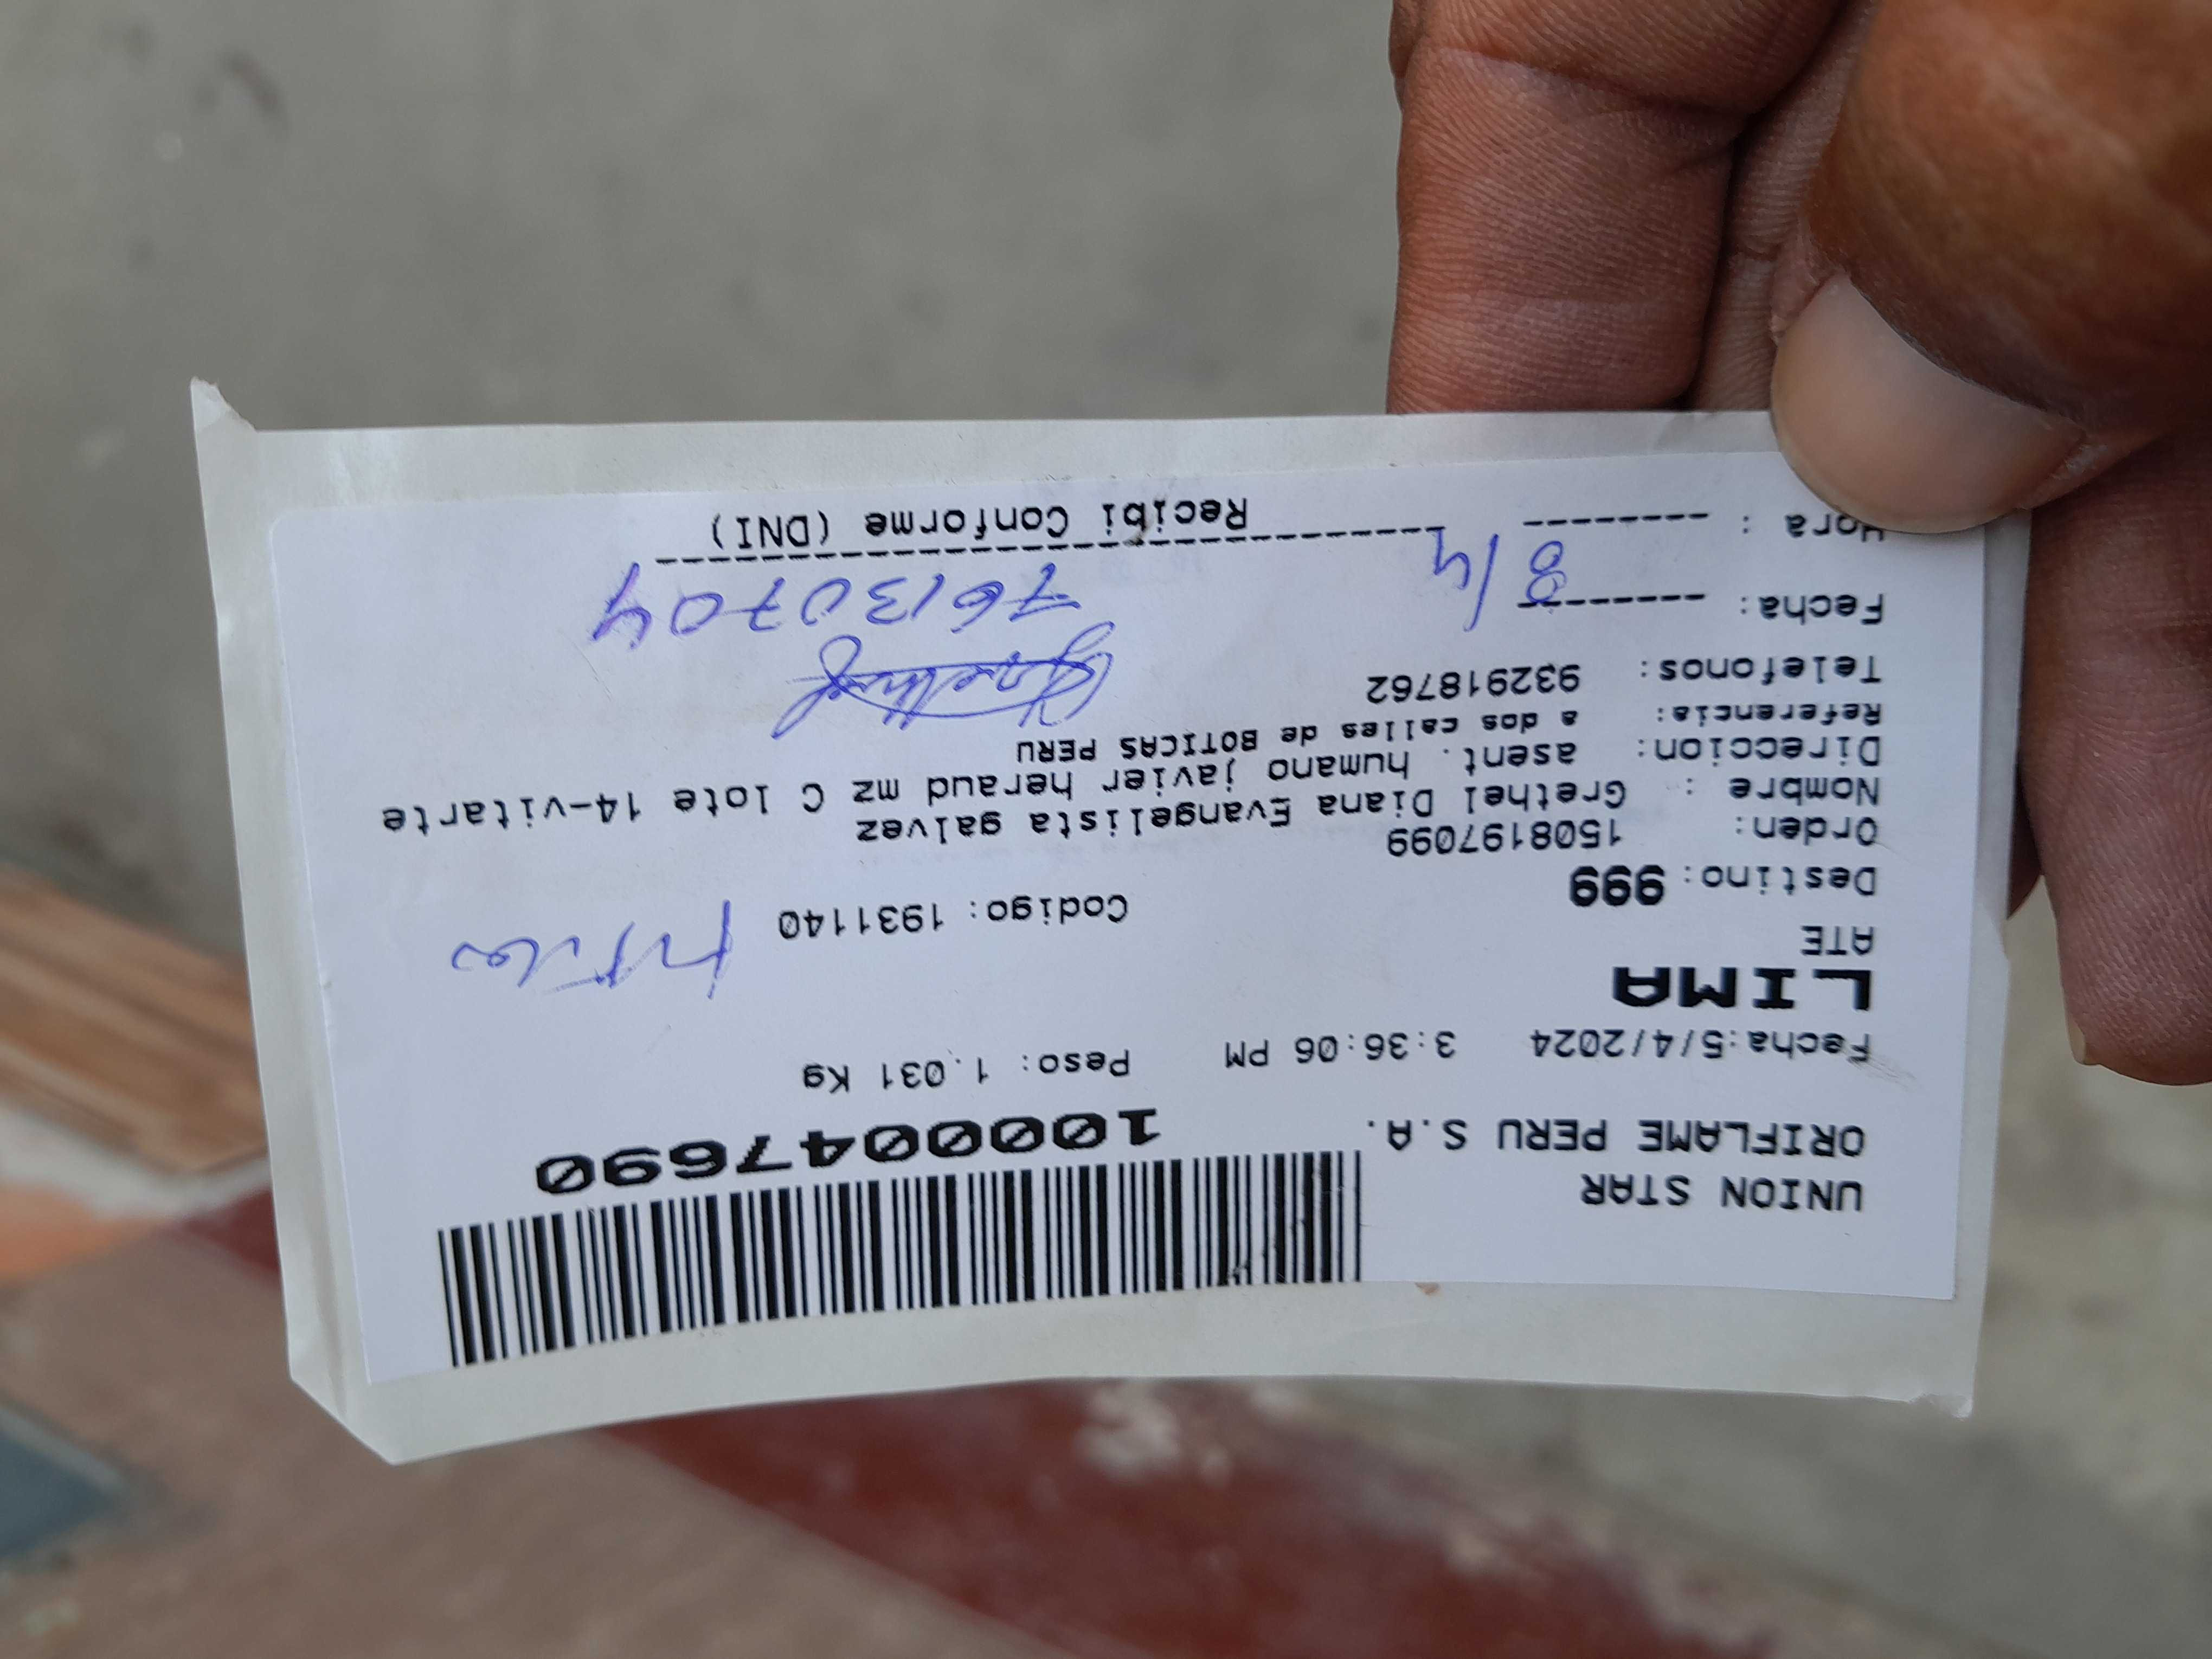 UNION STAR
ORIFLAME PERU S.A.
1000047690
Fecha:5/4/2024 3:36:06 PM Peso: 1.031 Kg
LIMA
ATE
Destino: 999 Codigo: 1931140
Orden: 1508197099
Nombre : Grethel Diana Evangelista galvez
Direccion: asent. humano javier heraud mz C lote 14-vitarte
Referencia: a dos calles de BOTICAS PERU
Telefonos: 932918762
Fecha: 8/4
76130704
Hora :
Recibi Conforme (DNI)